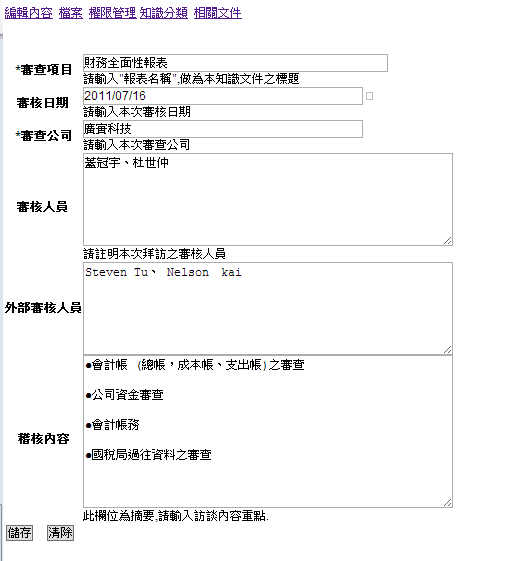 編輯內容 檔案 權限管理 知識分類 相關文件
*審查項目 財務全面性報表
請輸入"報表名稱",做為本知識文件之標題
審核日期 2011/07/16
請輸入本次審核日期
*審查公司 廣寅科技
請輸入本次審查公司
審核人員 蓋冠宇、杜世仲
請註明本次拜訪之審核人員
外部審核人員 Steven Tu、 Nelson kai
稽核內容 ●會計帳 (總帳，成本帳、支出帳)之審查
●公司資金審查
●會計帳務
●國稅局過往資料之審查
此欄位為摘要,請輸入訪談內容重點.
儲存 清除